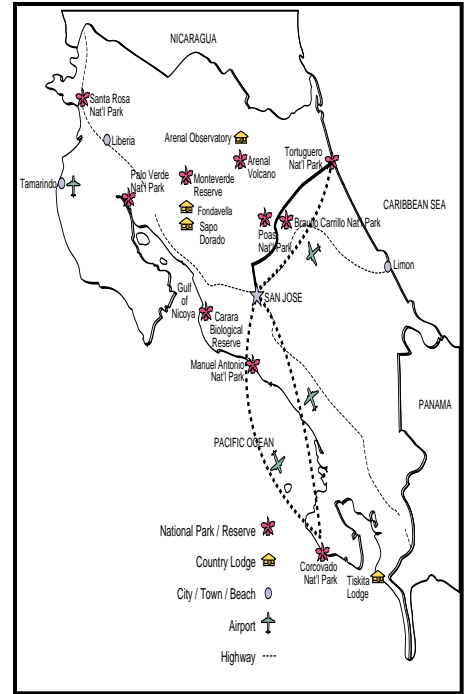 NICARAGUA
Santa Rosa
Nat'l Park
Liberia
Arenal Observatory
Arenal
Volcano
Tortuguero
Nat'l Park
Tamarindo
Palo Verde
Nat'l Park
Monteverde
Reserve
CARIBBEAN SEA
Fondavella
Sapo
Dorado
Poas
Nat'l Park
Braulio Carrillo Nat'l Park
Limon
Gulf
of
Nicoya
SAN JOSE
Carara
Biological
Reserve
Manuel Antonio
Nat'l Park
PANAMA
PACIFIC OCEAN
National Park / Reserve
Country Lodge
City / Town / Beach
Airport
Highway
Corcovado
Nat'l Park
Tiskita
Lodge